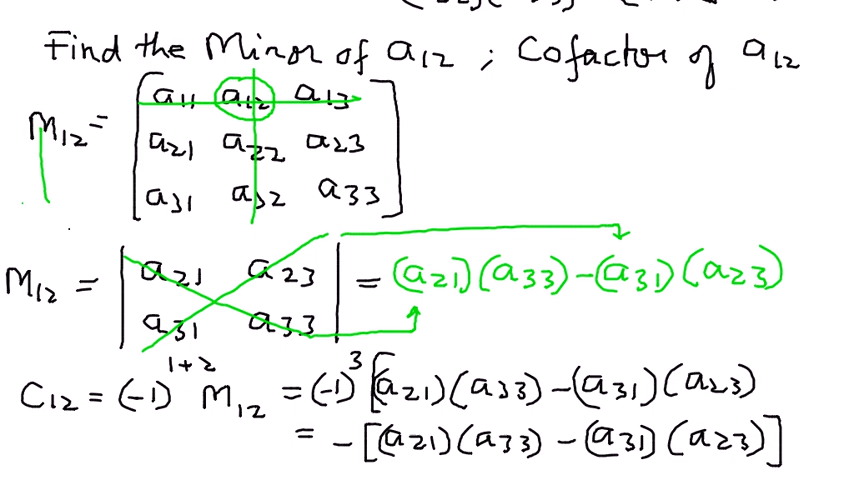 Find the Minor of a12 ; Cofactor of a12
M12 = [a11 a12 a13
a21 a22 a23
a31 a32 a33]
M12 = |a21 a23
a31 a33| = (a21)(a33)-(a31)(a23)
C12 = (-1)^1+2 M12 = (-1)^3 [(a21)(a33)-(a31)(a23)
= -[(a21)(a33)-(a31)(a23)]